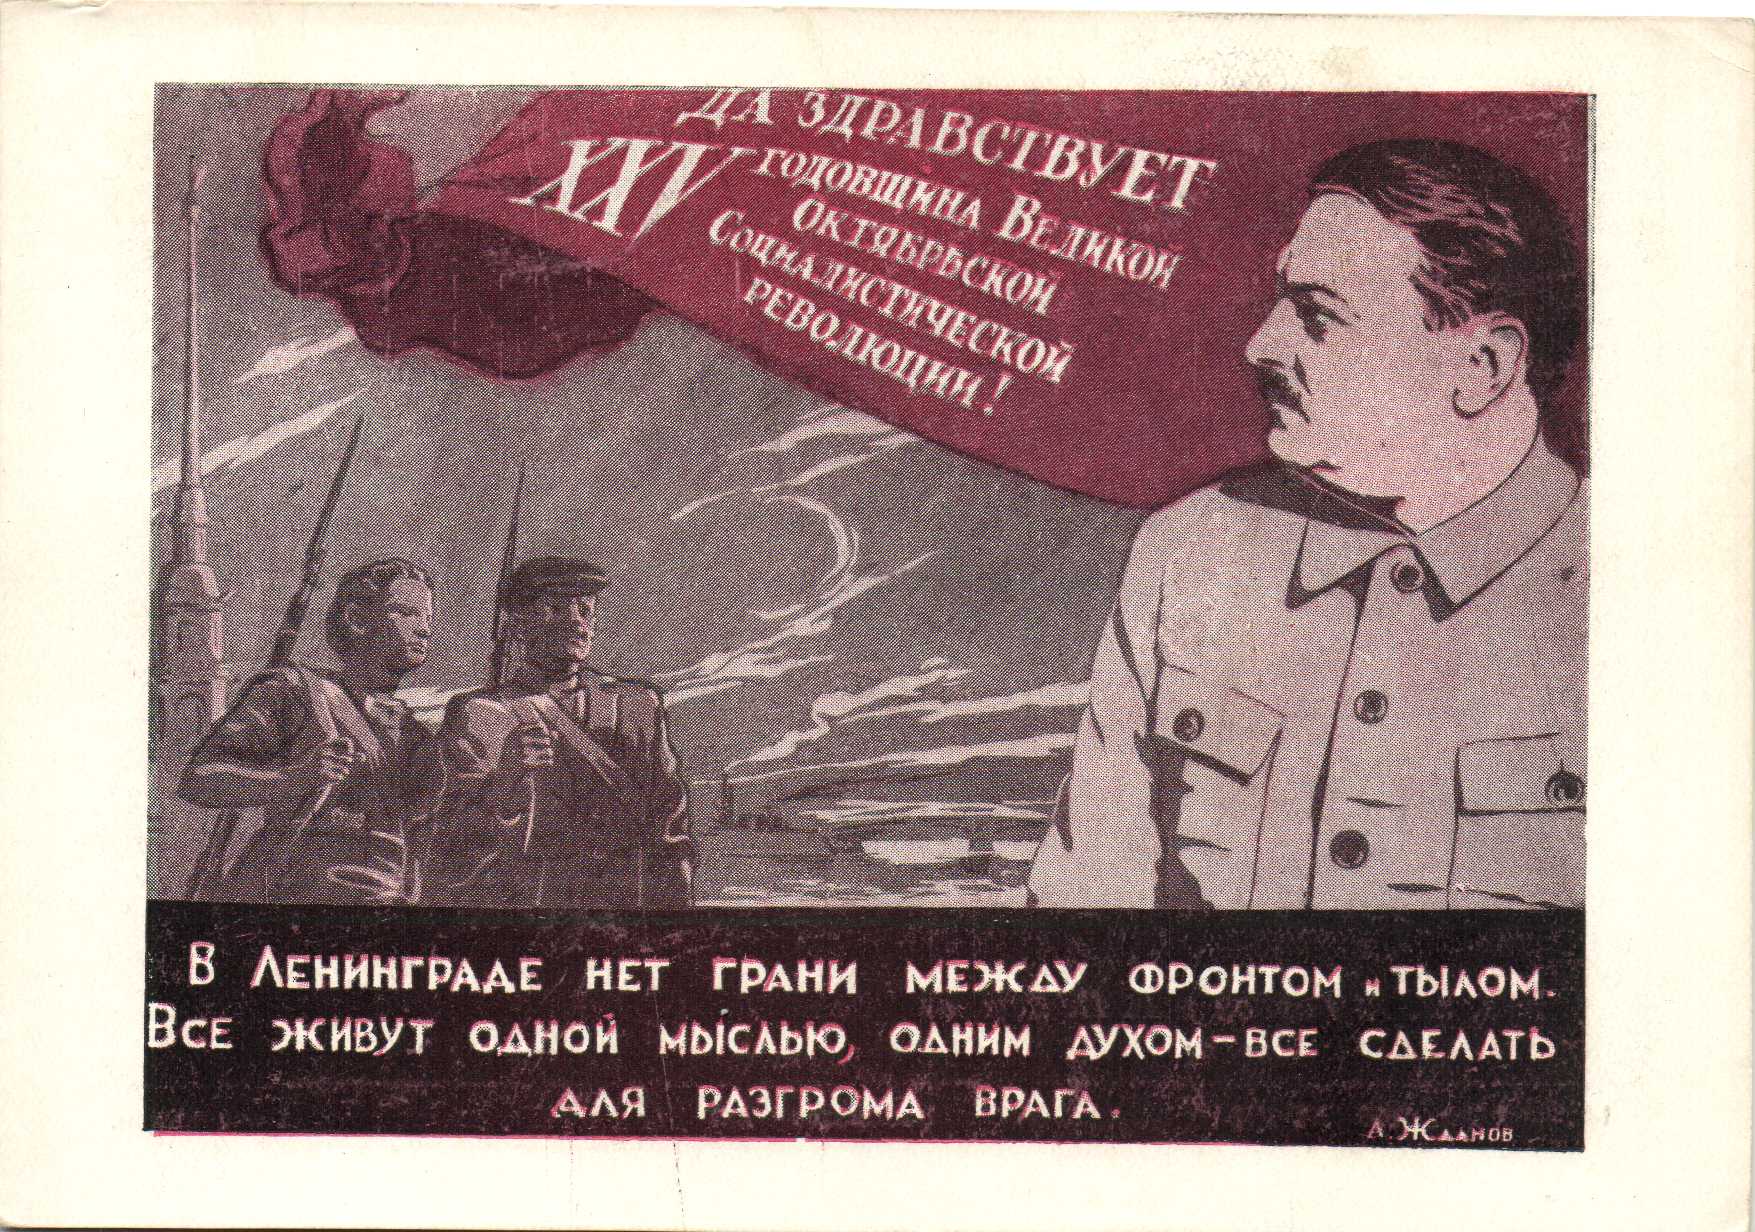 ДА ЗДРАВСТВУЕТ
XXV ГОДОВЩИНА ВЕЛИКОЙ
ОКТЯБРЬСКОЙ
СОЦИАЛИСТИЧЕСКОЙ
РЕВОЛЮЦИИ!
В ЛЕНИНГРАДЕ НЕТ ГРАНИ МЕЖДУ ФРОНТОМ и ТЫЛОМ.
ВСЕ ЖИВУТ ОДНОЙ МЫСЛЬЮ, ОДНИМ ДУХОМ — ВСЕ СДЕЛАТЬ
ДЛЯ РАЗГРОМА ВРАГА.
А. ЖДАНОВ